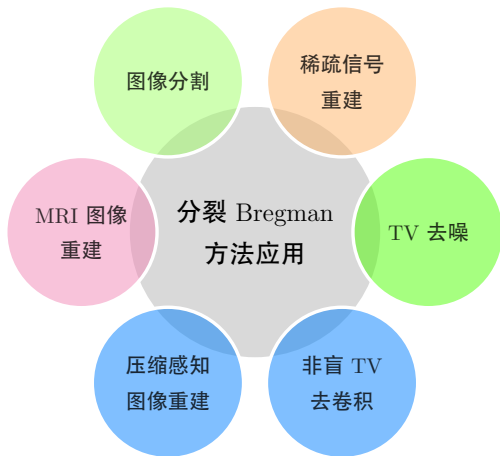 图像分割
稀疏信号
重建
MRI 图像
重建
分裂 Bregman
方法应用
TV 去噪
压缩感知
图像重建
非盲 TV
去卷积